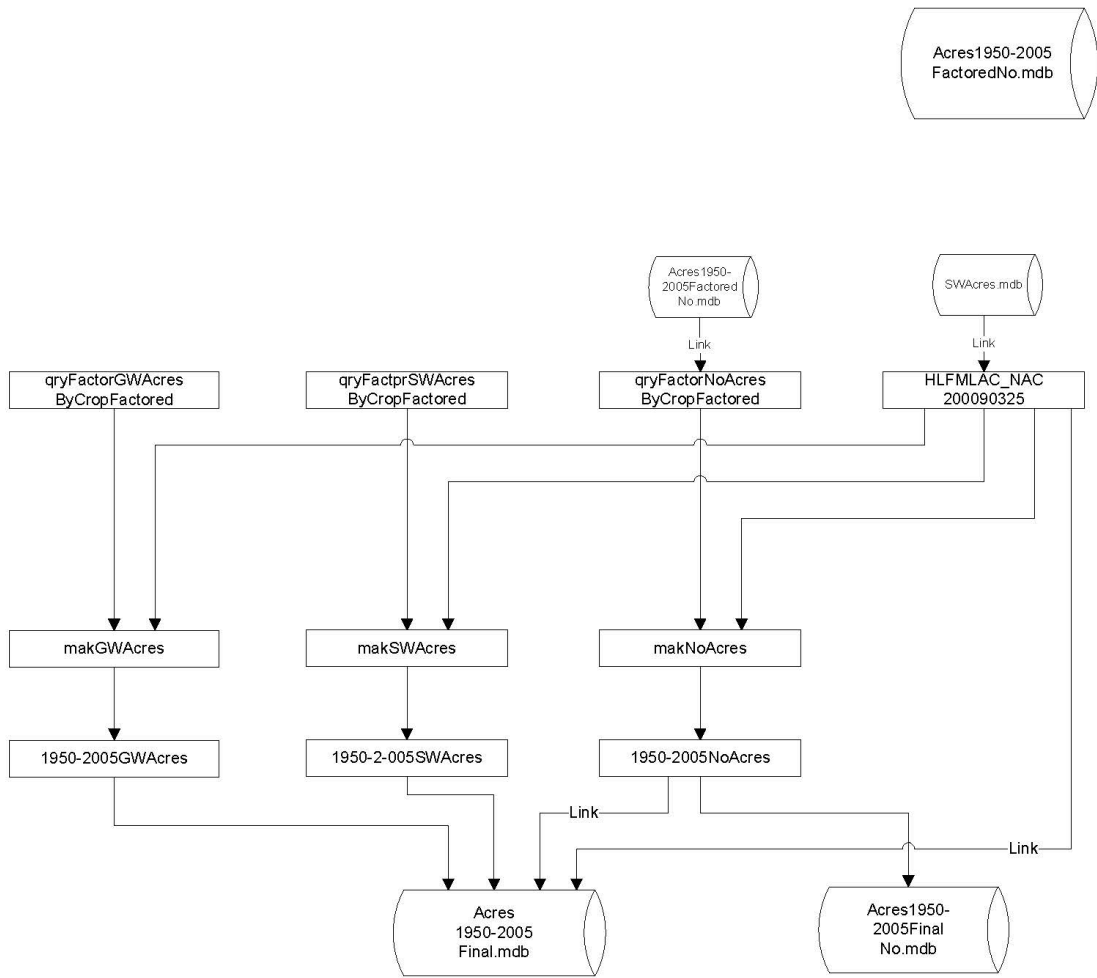 Acres1950-2005
FactoredNo.mdb
Acres1950-
2005Factored
No.mdb
SWAcres.mdb
Link
Link
qryFactorGWAcres
ByCropFactored
qryFactprSWAcres
ByCropFactored
qryFactorNoAcres
ByCropFactored
HLFMLAC_NAC
200090325
makGWAcres
makSWAcres
makNoAcres
1950-2005GWAcres
1950-2-005SWAcres
1950-2005NoAcres
Link
Link
Acres
1950-2005
Final.mdb
Acres1950-
2005Final
No.mdb